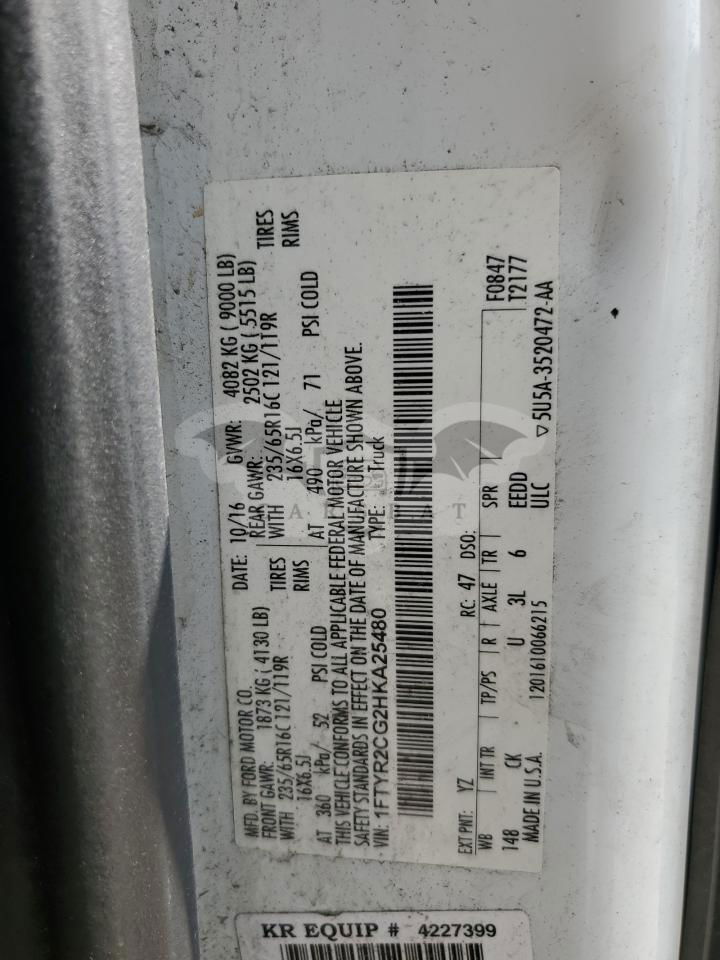 MFD. BY FORD MOTOR CO.
DATE: 10/16 GVWR: 4082 KG ( 9000 LB)
FRONT GAWR: 1873 KG ( 4130 LB)
REAR GAWR: 2502 KG ( 5515 LB)
WITH 235/65R16C 121/119R TIRES
WITH 235/65R16C 121/119R TIRES
16X6.5J RIMS
16X6.5J RIMS
AT 360 kPa/ 52 PSI COLD
AT 490 kPa/ 71 PSI COLD
THIS VEHICLE CONFORMS TO ALL APPLICABLE FEDERAL MOTOR VEHICLE
SAFETY STANDARDS IN EFFECT ON THE DATE OF MANUFACTURE SHOWN ABOVE.
VIN: 1FTYR2CG2HKA25480
TYPE: Truck
EXT PNT: YZ RC: 47 DSO:
WB INT TR TP/PS R AXLE TR SPR F0847
148 CK U 3L 6 EEDD T2177
MADE IN U.S.A. 1201610066215 ULC
▽5U5A-3520472-AA
KR EQUIP # 4227399